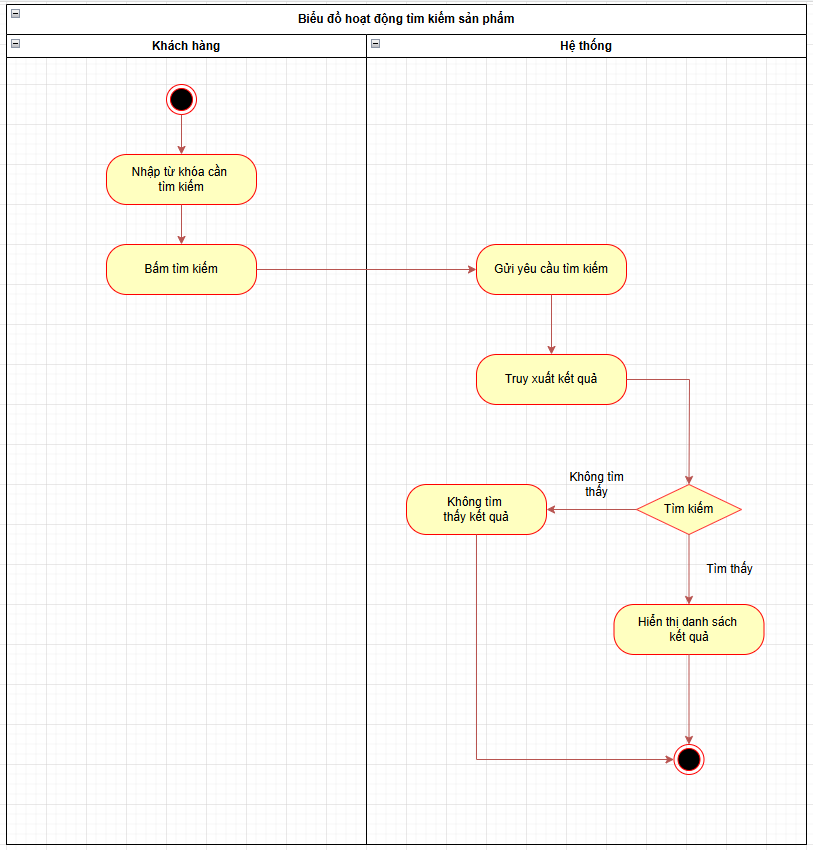 Biểu đồ hoạt động tìm kiếm sản phẩm
Khách hàng
Hệ thống
Nhập từ khóa cần
tìm kiếm
Bấm tìm kiếm
Gửi yêu cầu tìm kiếm
Truy xuất kết quả
Không tìm
thấy
Không tìm
thấy kết quả
Tìm kiếm
Tìm thấy
Hiển thị danh sách
kết quả